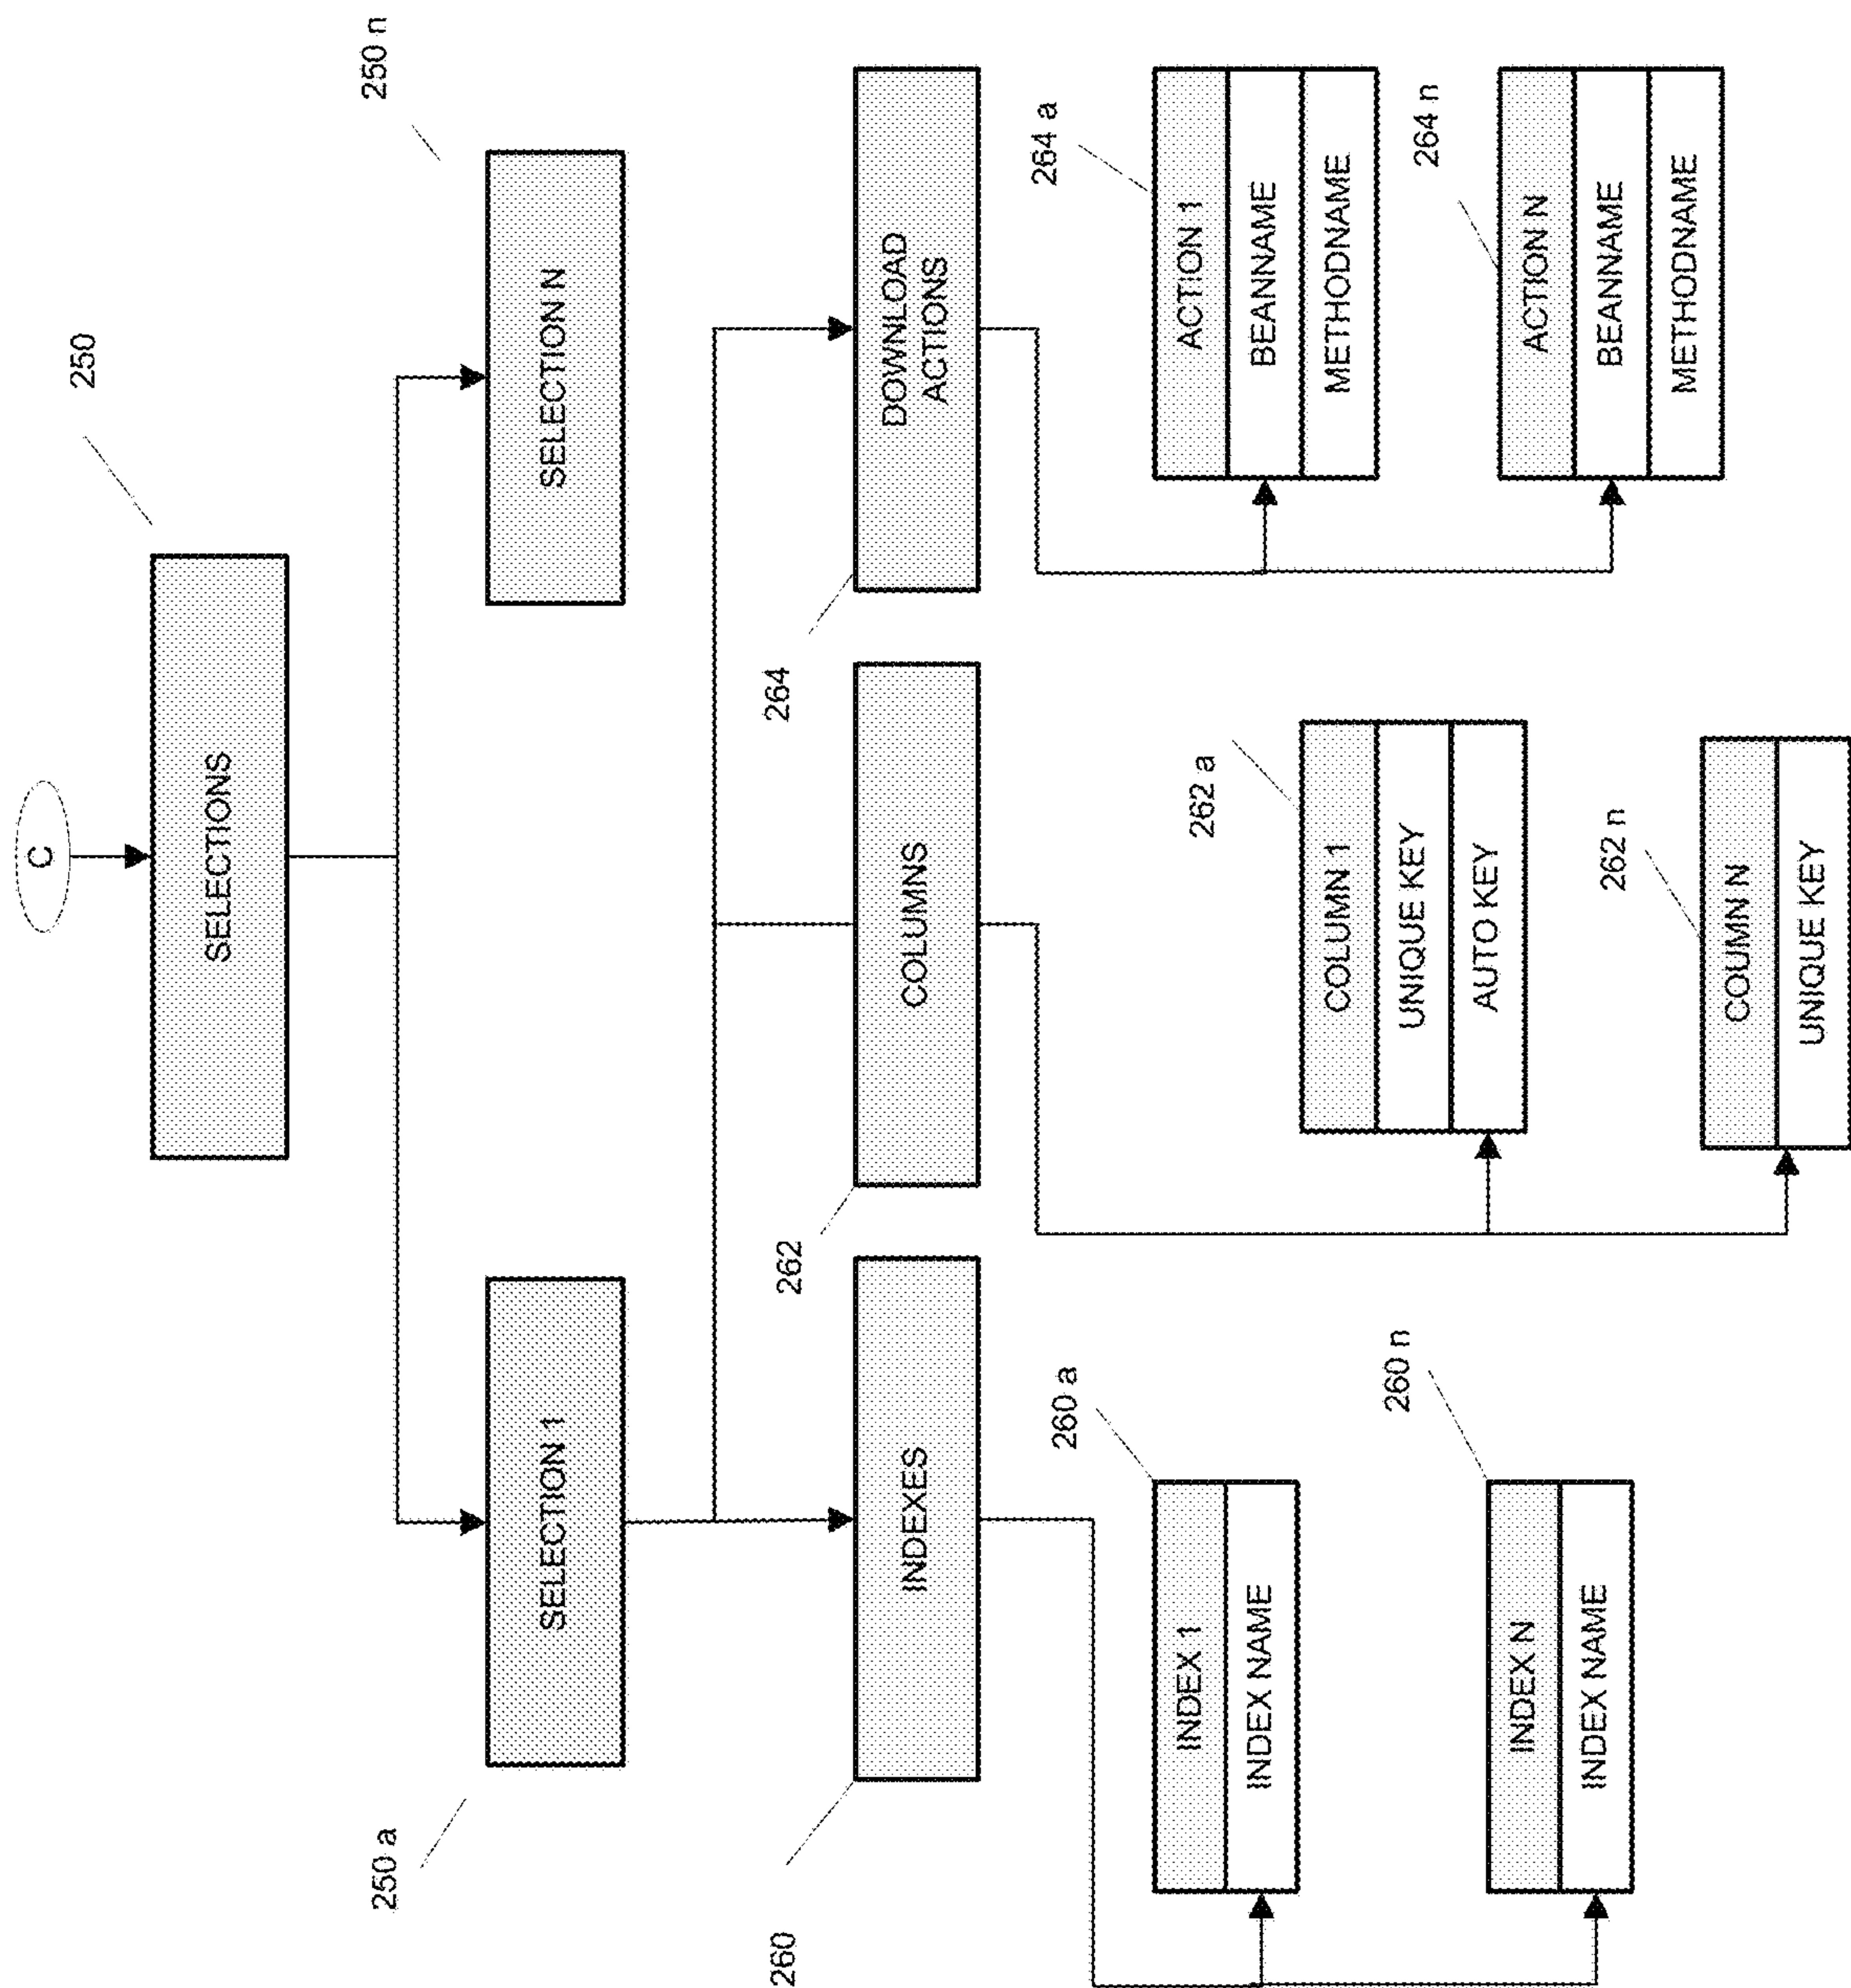 C
250
SELECTIONS
250 n
250 a
SELECTION 1
SELECTION N
260
262
264
INDEXES
COLUMNS
DOWNLOAD
ACTIONS
260 a
INDEX 1
INDEX NAME
260 n
INDEX N
INDEX NAME
262 a
COLUMN 1
UNIQUE KEY
AUTO KEY
262 n
COUMN N
UNIQUE KEY
264 a
ACTION 1
BEANNAME
METHODNAME
264 n
ACTION N
BEANNAME
METHODNAME